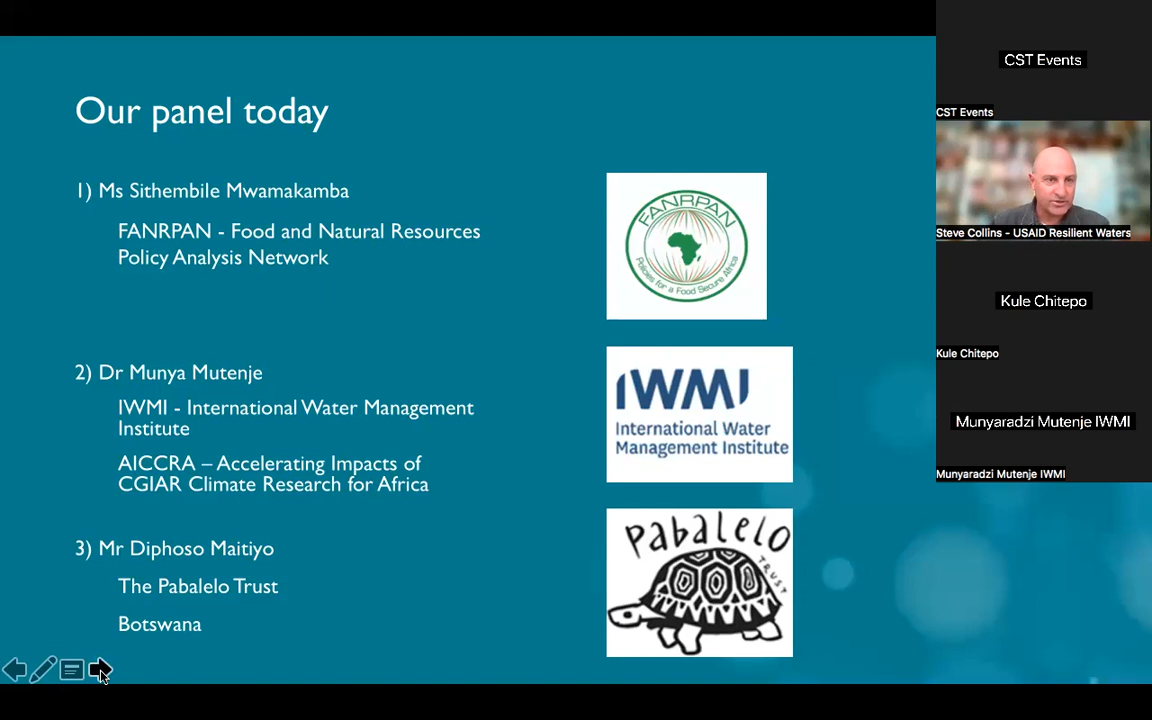 Our panel today
1) Ms Sithembile Mwamakamba
FANRPAN - Food and Natural Resources
Policy Analysis Network
FANRPAN
Policies for a Food Secure Africa
2) Dr Munya Mutenje
IWMI - International Water Management
Institute
AICCRA – Accelerating Impacts of
CGIAR Climate Research for Africa
IWMI
International Water
Management Institute
3) Mr Diphoso Maitiyo
The Pabalelo Trust
Botswana
Pabalelo
TRUST
CST Events
CST Events
Steve Collins - USAID Resilient Waters
Kule Chitepo
Kule Chitepo
Munyaradzi Mutenje IWMI
Munyaradzi Mutenje IWMI